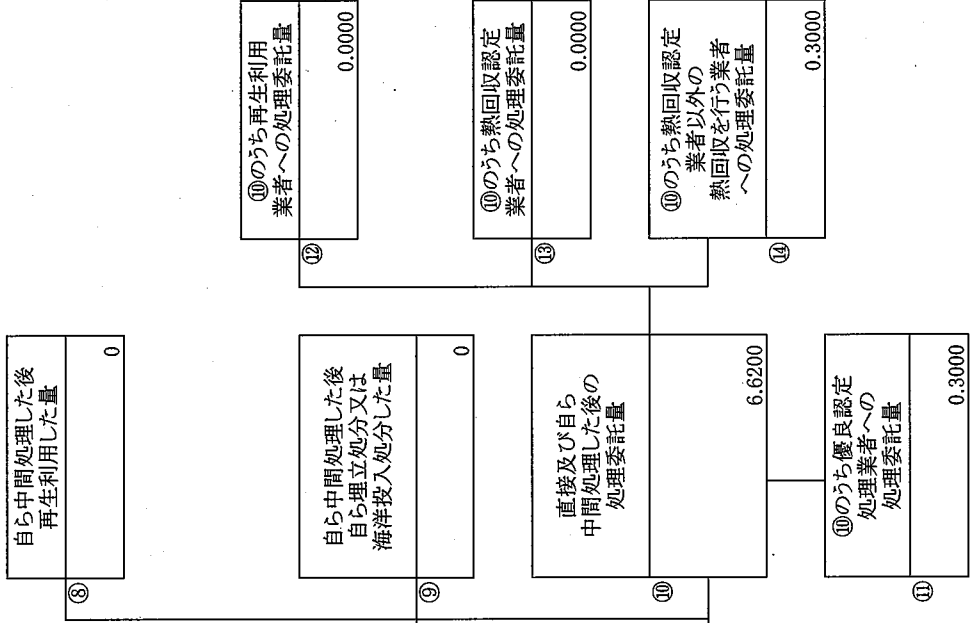 ⑧
自ら中間処理した後
再生利用した量
0
⑨
自ら中間処理した後
自ら埋立処分又は
海洋投入処分した量
0
⑩
直接及び自ら
中間処理した後の
処理委託量
6.6200
⑪
⑩のうち優良認定
処理業者への
処理委託量
0.3000
⑫
⑩のうち再生利用
業者への処理委託量
0.0000
⑬
⑩のうち熱回収認定
業者への処理委託量
0.0000
⑭
⑩のうち熱回収認定
業者以外の
熱回収を行う業者
への処理委託量
0.3000